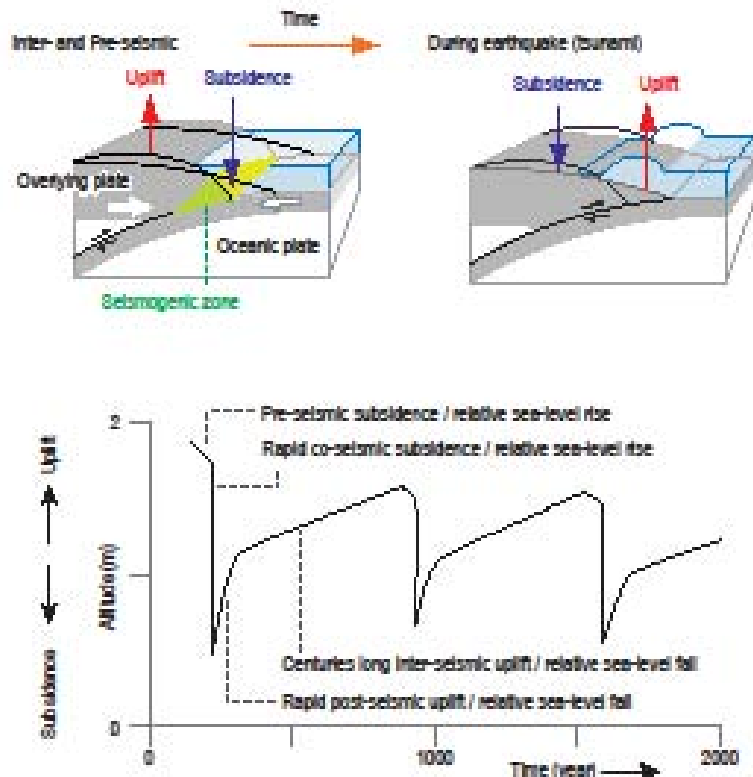 Time
Inter- and Pre-seismic
During earthquake (tsunami)
Uplift
Subsidence
Subsidence
Uplift
Overlying plate
Oceanic plate
Seismogenic zone
2
Pre-seismic subsidence / relative sea-level rise
Rapid co-seismic subsidence / relative sea-level rise
Uplift
Altitude (m)
Subsidence
Centuries long inter-seismic uplift / relative sea-level fall
Rapid post-seismic uplift / relative sea-level fall
0
0
1000
2000
Time (year)